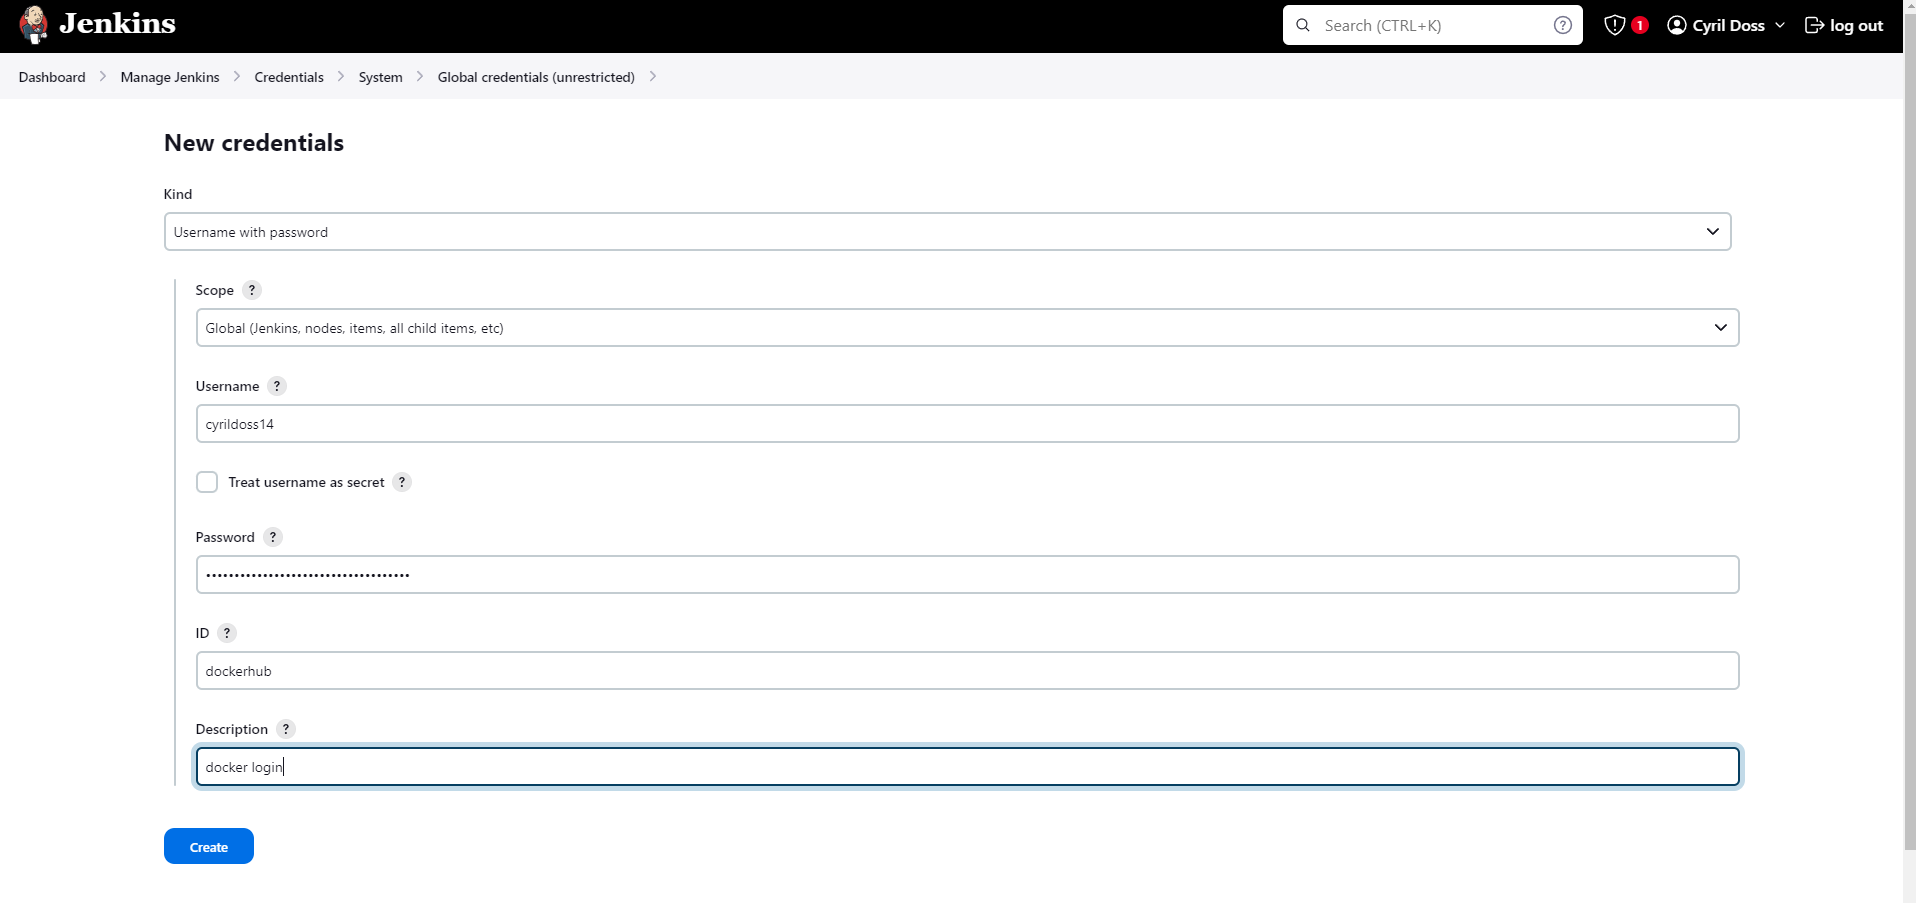 Jenkins
Search (CTRL+K) ?
1
Cyril Doss
log out
Dashboard > Manage Jenkins > Credentials > System > Global credentials (unrestricted) >
New credentials
Kind
Username with password
Scope ?
Global (Jenkins, nodes, items, all child items, etc)
Username ?
cyrildoss14
Treat username as secret ?
Password ?
••••••••••••••••••••••••••••••••••••
ID ?
dockerhub
Description ?
docker login
Create